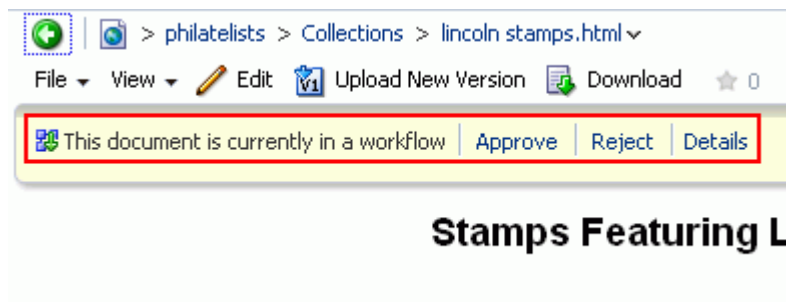 > philatelists > Collections > lincoln stamps.html
File View Edit V1 Upload New Version Download 0
This document is currently in a workflow | Approve | Reject | Details
Stamps Featuring L